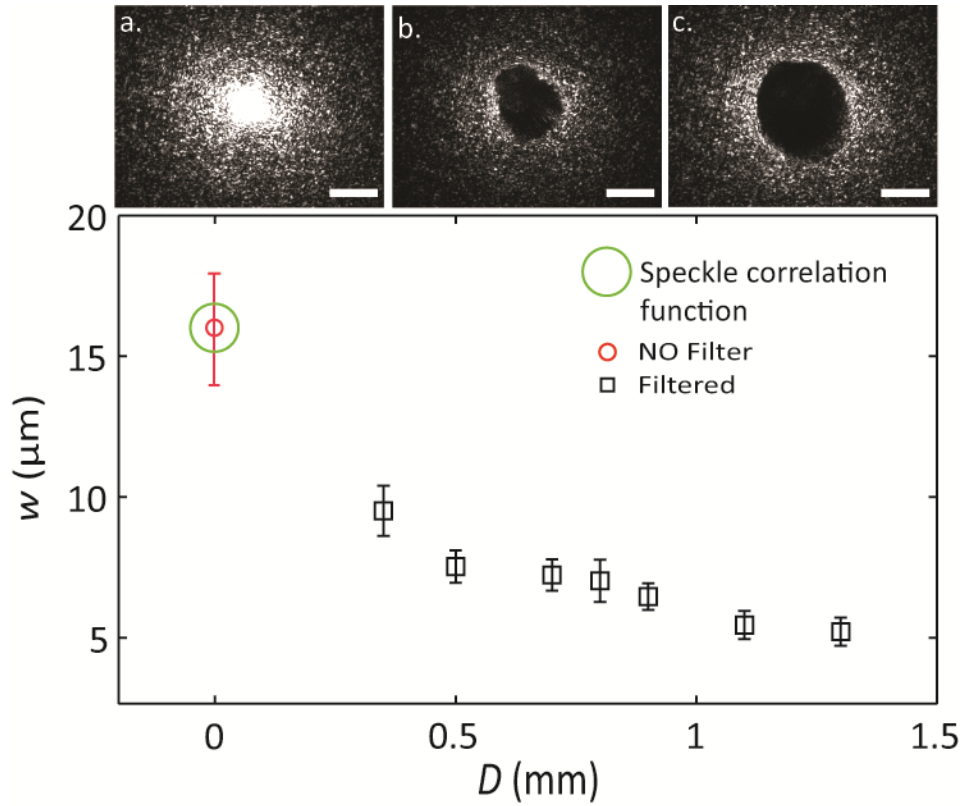 a.
b.
c.
20
15
10
5
w (μm)
Speckle correlation
function
NO Filter
Filtered
0
0.5
1
1.5
D (mm)